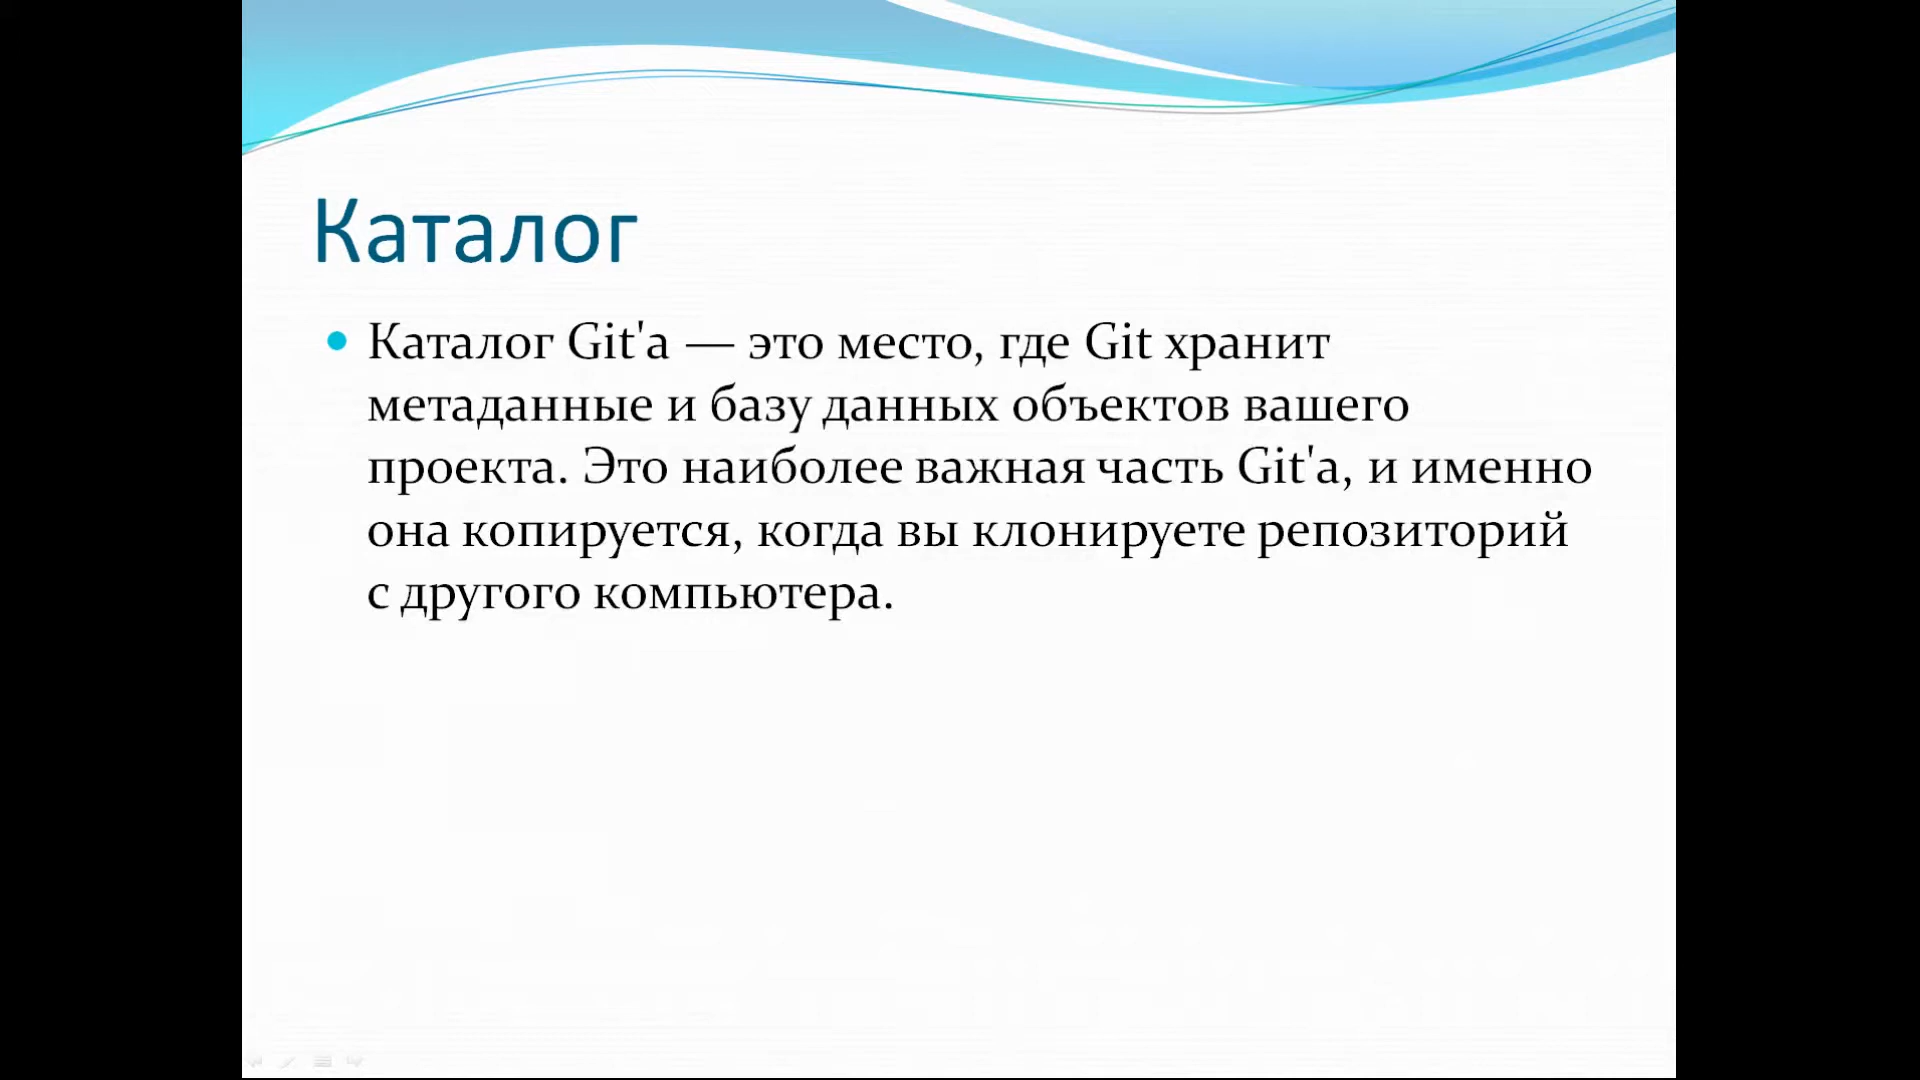 Каталог
Каталог Git'а — это место, где Git хранит
метаданные и базу данных объектов вашего
проекта. Это наиболее важная часть Git'а, и именно
она копируется, когда вы клонируете репозиторий
с другого компьютера.